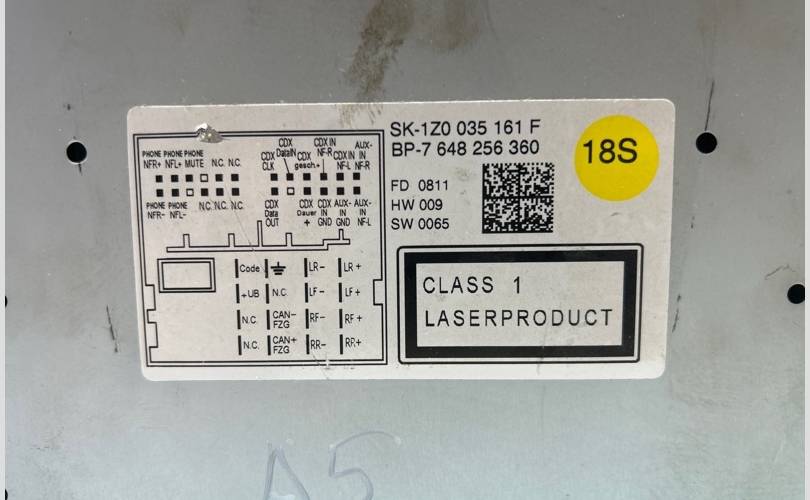 SK-1Z0 035 161 F
BP-7 648 256 360
18S
FD 0811
HW 009
SW 0065
CLASS 1
LASERPRODUCT
PHONE NFR+ PHONE NFL+ PHONE MUTE N.C. N.C.
CDX CLK CDX DataIN CDX gesch.+ CDX IN NF-R CDX IN NF-L AUX-IN NF-R
PHONE NFR- PHONE NFL- N.C. N.C. N.C.
CDX Data OUT CDX Dauer + CDX IN GND AUX-IN GND AUX-IN NF-L
Code LR- LR+
+UB N.C. LF- LF+
N.C. CAN-FZG RF- RF+
N.C. CAN+FZG RR- RR+
A5